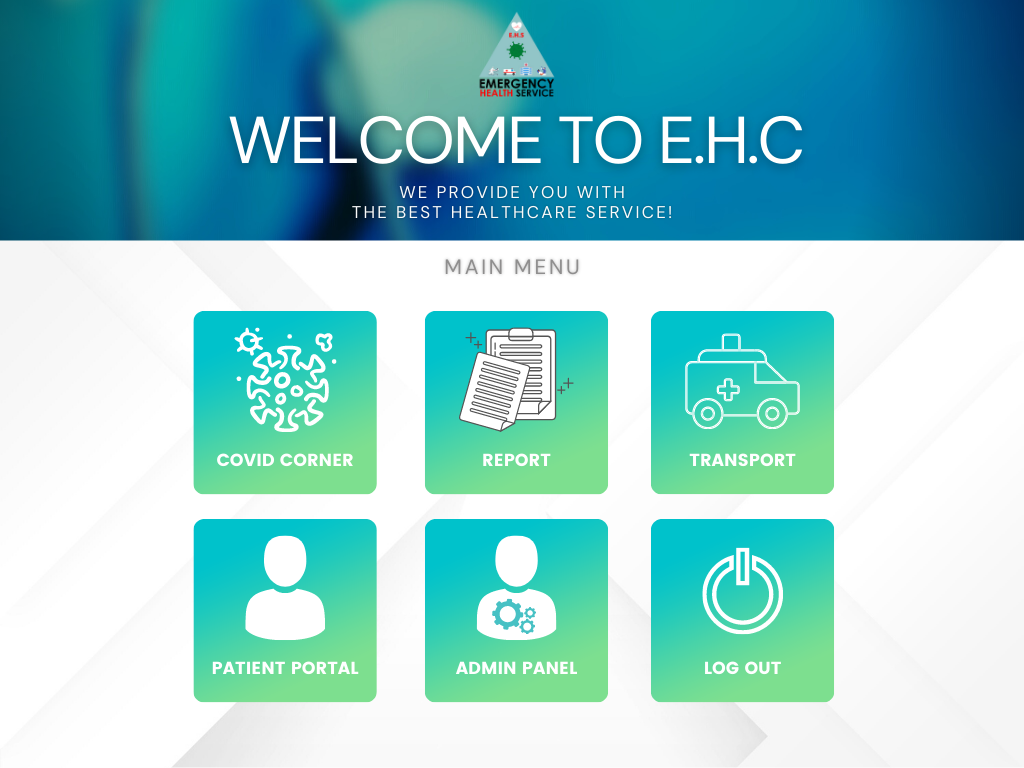 E.H.S
EMERGENCY
HEALTH SERVICE
WELCOME TO E.H.C
WE PROVIDE YOU WITH
THE BEST HEALTHCARE SERVICE!
MAIN MENU
COVID CORNER
REPORT
TRANSPORT
PATIENT PORTAL
ADMIN PANEL
LOG OUT